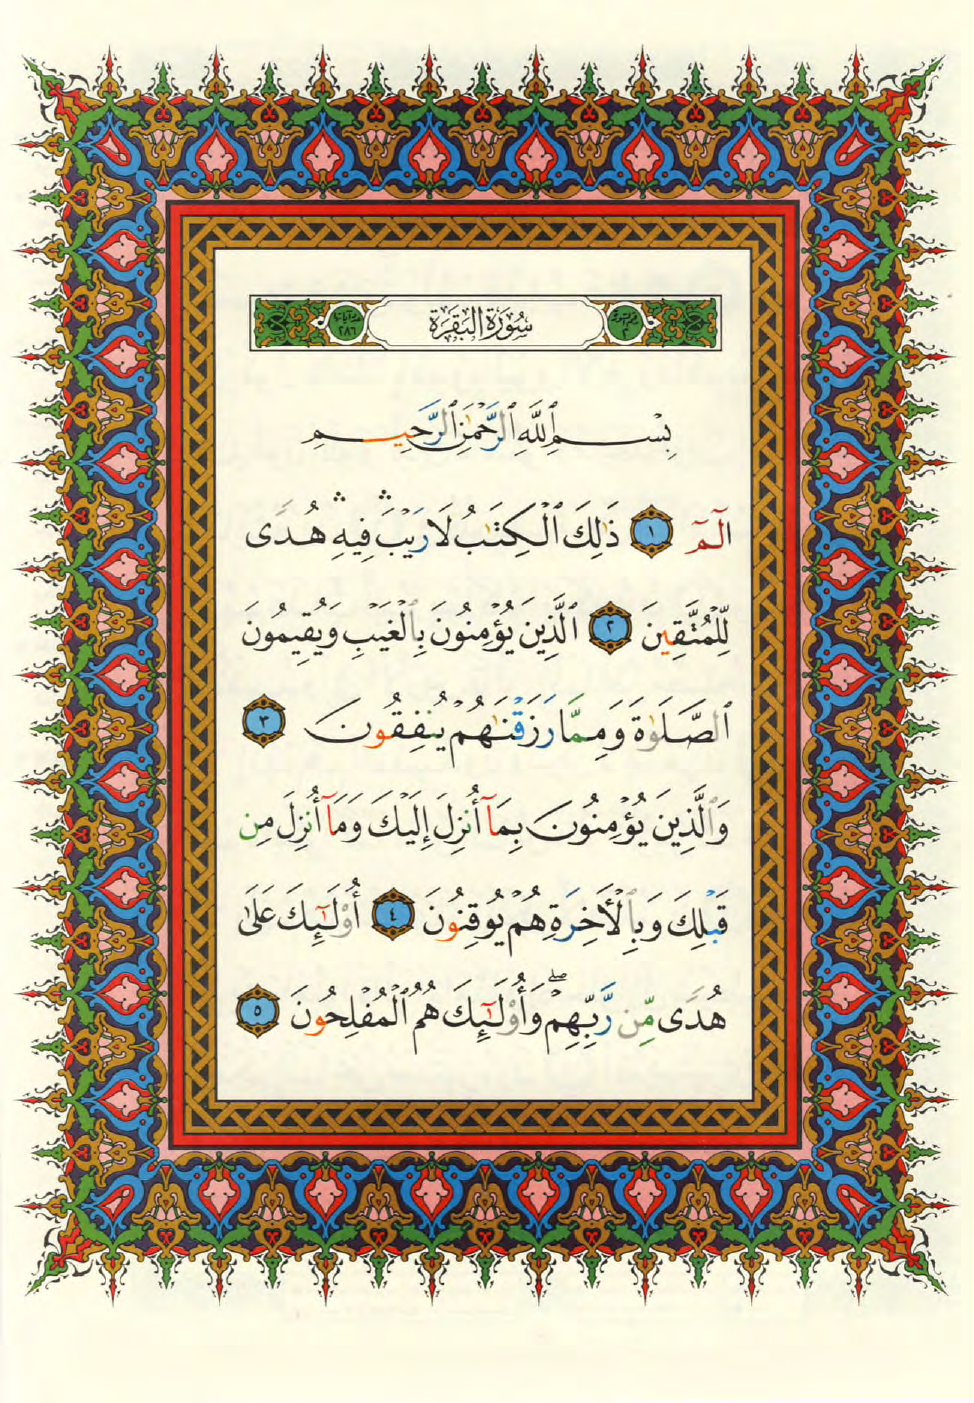 سُورَةُ البَقَرَةِ
٢
٢٨٦
بِسۡمِ ٱللَّهِ ٱلرَّحۡمَٰنِ ٱلرَّحِيمِ
الٓمٓ ١ ذَٰلِكَ ٱلۡكِتَٰبُ لَا رَيۡبَۛ فِيهِۛ هُدٗى
لِّلۡمُتَّقِينَ ٢ ٱلَّذِينَ يُؤۡمِنُونَ بِٱلۡغَيۡبِ وَيُقِيمُونَ
ٱلصَّلَوٰةَ وَمِمَّا رَزَقۡنَٰهُمۡ يُنفِقُونَ ٣
وَٱلَّذِينَ يُؤۡمِنُونَ بِمَآ أُنزِلَ إِلَيۡكَ وَمَآ أُنزِلَ مِن
قَبۡلِكَ وَبِٱلۡأٓخِرَةِ هُمۡ يُوقِنُونَ ٤ أُوْلَٰٓئِكَ عَلَىٰ
هُدٗى مِّن رَّبِّهِمۡۖ وَأُوْلَٰٓئِكَ هُمُ ٱلۡمُفۡلِحُونَ ٥